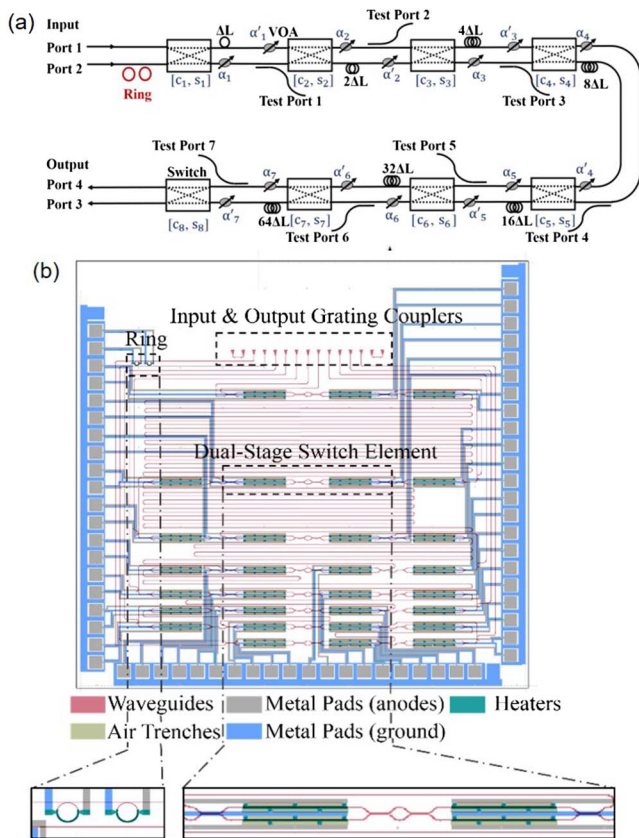 (a)
Input
Port 1
Port 2
Ring
ΔL
α'₁ VOA
α₁
[c₁, s₁]
Test Port 1
α₂
Test Port 2
[c₂, s₂]
2ΔL
α'₂
4ΔL
α'₃
[c₃, s₃]
α₃
Test Port 3
α₄
[c₄, s₄]
8ΔL
Output
Port 4
Port 3
Test Port 7
Switch
[c₈, s₈]
α'₇
α₇
64ΔL
α'₆
[c₇, s₇]
Test Port 6
32ΔL
α₆
Test Port 5
[c₆, s₆]
α'₅
α₅
16ΔL
α'₄
[c₅, s₅]
Test Port 4
(b)
Input & Output Grating Couplers
Ring
Dual-Stage Switch Element
Waveguides
Metal Pads (anodes)
Heaters
Air Trenches
Metal Pads (ground)